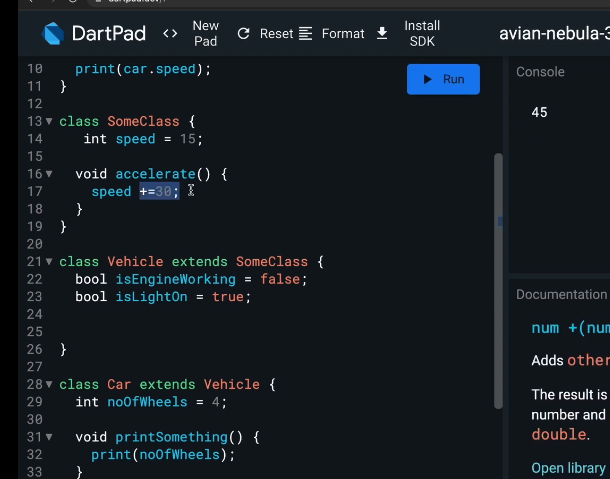 DartPad <> New Pad Reset Format Install SDK avian-nebula-3
10 print(car.speed);
11 }
12
13 class SomeClass {
14 int speed = 15;
15
16 void accelerate() {
17 speed +=30;
18 }
19 }
20
21 class Vehicle extends SomeClass {
22 bool isEngineWorking = false;
23 bool isLightOn = true;
24
25
26 }
27
28 class Car extends Vehicle {
29 int noOfWheels = 4;
30
31 void printSomething() {
32 print(noOfWheels);
33 }
Run
Console
45
Documentation
num +(num
Adds other
The result is
number and
double.
Open library